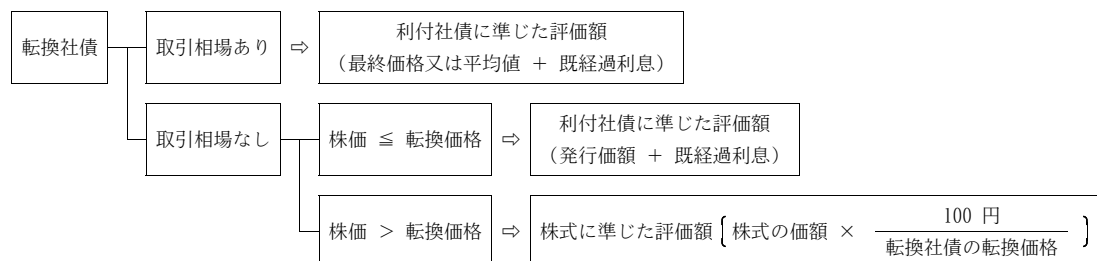 転換社債
取引相場あり
⇨
利付社債に準じた評価額
（最終価格又は平均値 ＋ 既経過利息）
取引相場なし
株価 ≦ 転換価格
⇨
利付社債に準じた評価額
（発行価額 ＋ 既経過利息）
株価 ＞ 転換価格
⇨
株式に準じた評価額〔株式の価額 × 100 円 / 転換社債の転換価格〕